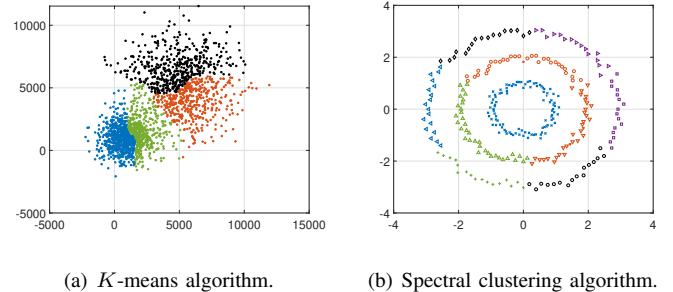 10000
5000
0
-5000
-5000 0 5000 10000 15000
4
2
0
-2
-4
-4 -2 0 2 4
(a) K-means algorithm.
(b) Spectral clustering algorithm.